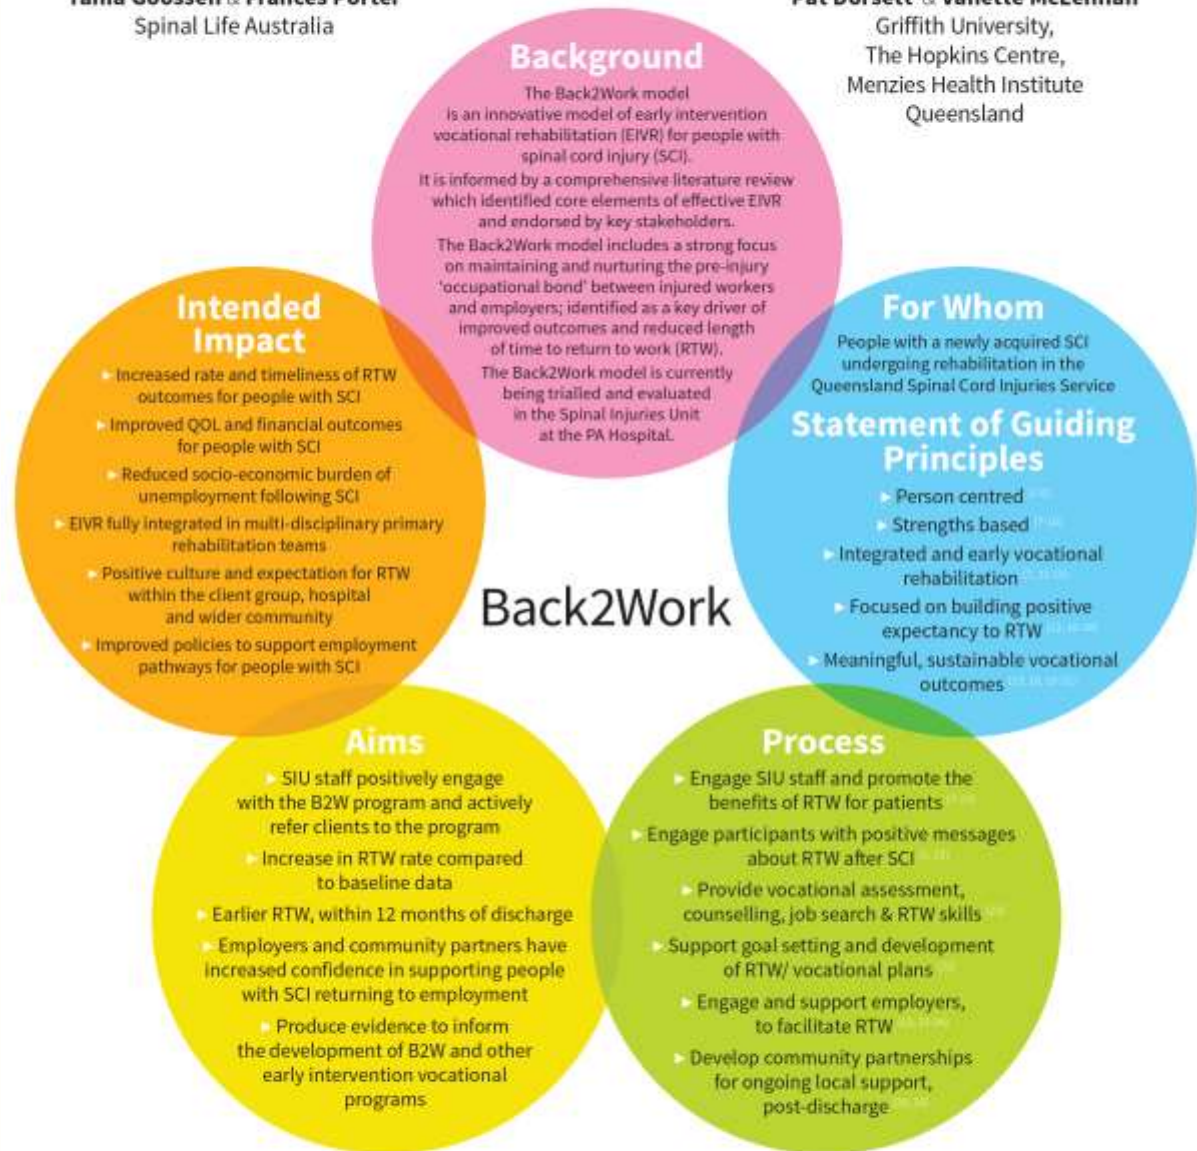 Tania Goossen & Frances Porter
Spinal Life Australia
Pat Dorsett & Vanette McLennan
Griffith University,
The Hopkins Centre,
Menzies Health Institute
Queensland
Background
The Back2Work model
is an innovative model of early intervention
vocational rehabilitation (EIVR) for people with
spinal cord injury (SCI).
It is informed by a comprehensive literature review
which identified core elements of effective EIVR
and endorsed by key stakeholders.
The Back2Work model includes a strong focus
on maintaining and nurturing the pre-injury
'occupational bond' between injured workers
and employers; identified as a key driver of
improved outcomes and reduced length
of time to return to work (RTW).
The Back2Work model is currently
being trialled and evaluated
in the Spinal Injuries Unit
at the PA Hospital.
Intended
Impact
Increased rate and timeliness of RTW
outcomes for people with SCI
Improved QOL and financial outcomes
for people with SCI
Reduced socio-economic burden of
unemployment following SCI
EIVR fully integrated in multi-disciplinary primary
rehabilitation teams
Positive culture and expectation for RTW
within the client group, hospital
and wider community
Improved policies to support employment
pathways for people with SCI
For Whom
People with a newly acquired SCI
undergoing rehabilitation in the
Queensland Spinal Cord Injuries Service
Statement of Guiding
Principles
Person centred
Strengths based
Integrated and early vocational
rehabilitation
Focused on building positive
expectancy to RTW
Meaningful, sustainable vocational
outcomes
Back2Work
Aims
SIU staff positively engage
with the B2W program and actively
refer clients to the program
Increase in RTW rate compared
to baseline data
Earlier RTW, within 12 months of discharge
Employers and community partners have
increased confidence in supporting people
with SCI returning to employment
Produce evidence to inform
the development of B2W and other
early intervention vocational
programs
Process
Engage SIU staff and promote the
benefits of RTW for patients
Engage participants with positive messages
about RTW after SCI
Provide vocational assessment,
counselling, job search & RTW skills
Support goal setting and development
of RTW/ vocational plans
Engage and support employers,
to facilitate RTW
Develop community partnerships
for ongoing local support,
post-discharge